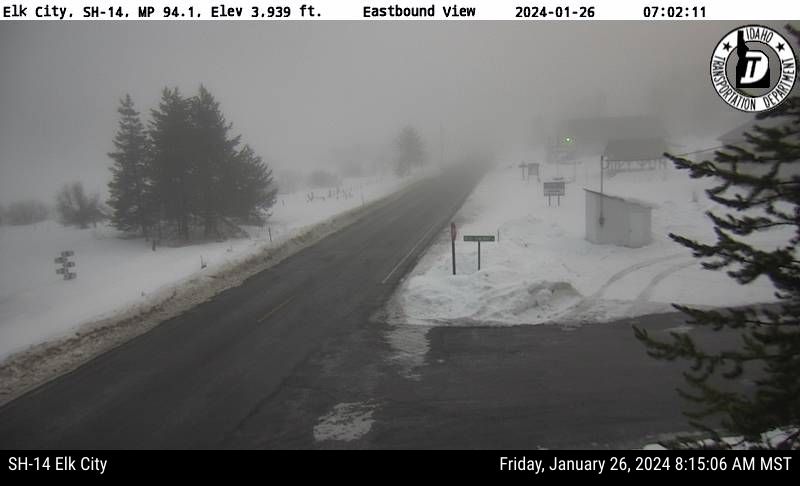 Elk City, SH-14, MP 94.1, Elev 3,939 ft. Eastbound View 2024-01-26 07:02:11
IDAHO
TRANSPORTATION DEPARTMENT
SH-14 Elk City
Friday, January 26, 2024 8:15:06 AM MST